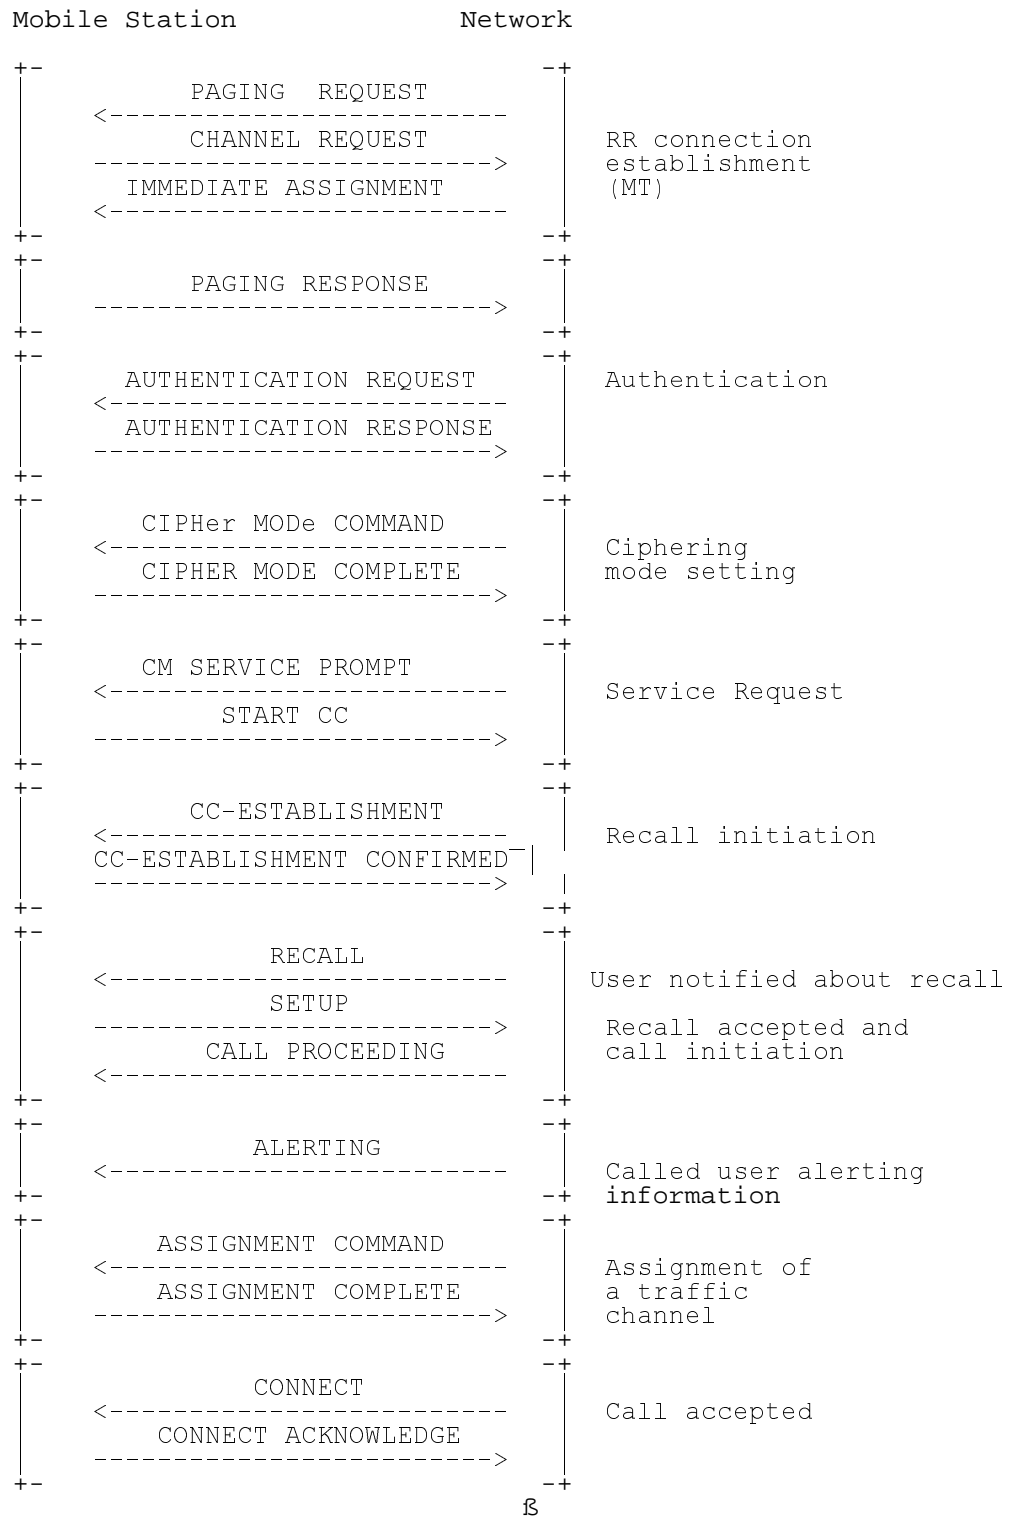 Mobile Station Network
+- -+
PAGING REQUEST
<-------------------------
CHANNEL REQUEST RR connection
-------------------------> establishment
IMMEDIATE ASSIGNMENT (MT)
<-------------------------
+- -+
+- -+
PAGING RESPONSE
------------------------->
+- -+
+- -+
AUTHENTICATION REQUEST Authentication
<-------------------------
AUTHENTICATION RESPONSE
------------------------->
+- -+
+- -+
CIPHer MODe COMMAND
<------------------------- Ciphering
CIPHER MODE COMPLETE mode setting
------------------------->
+- -+
+- -+
CM SERVICE PROMPT
<------------------------- Service Request
START CC
------------------------->
+- -+
+- -+
CC-ESTABLISHMENT
<------------------------- Recall initiation
CC-ESTABLISHMENT CONFIRMED
------------------------->
+- -+
+- -+
RECALL
<------------------------- User notified about recall
SETUP
-------------------------> Recall accepted and
CALL PROCEEDING call initiation
<-------------------------
+- -+
+- -+
ALERTING
<------------------------- Called user alerting
+- -+ information
+- -+
ASSIGNMENT COMMAND
<------------------------- Assignment of
ASSIGNMENT COMPLETE a traffic
-------------------------> channel
+- -+
+- -+
CONNECT
<------------------------- Call accepted
CONNECT ACKNOWLEDGE
------------------------->
+- -+
ß